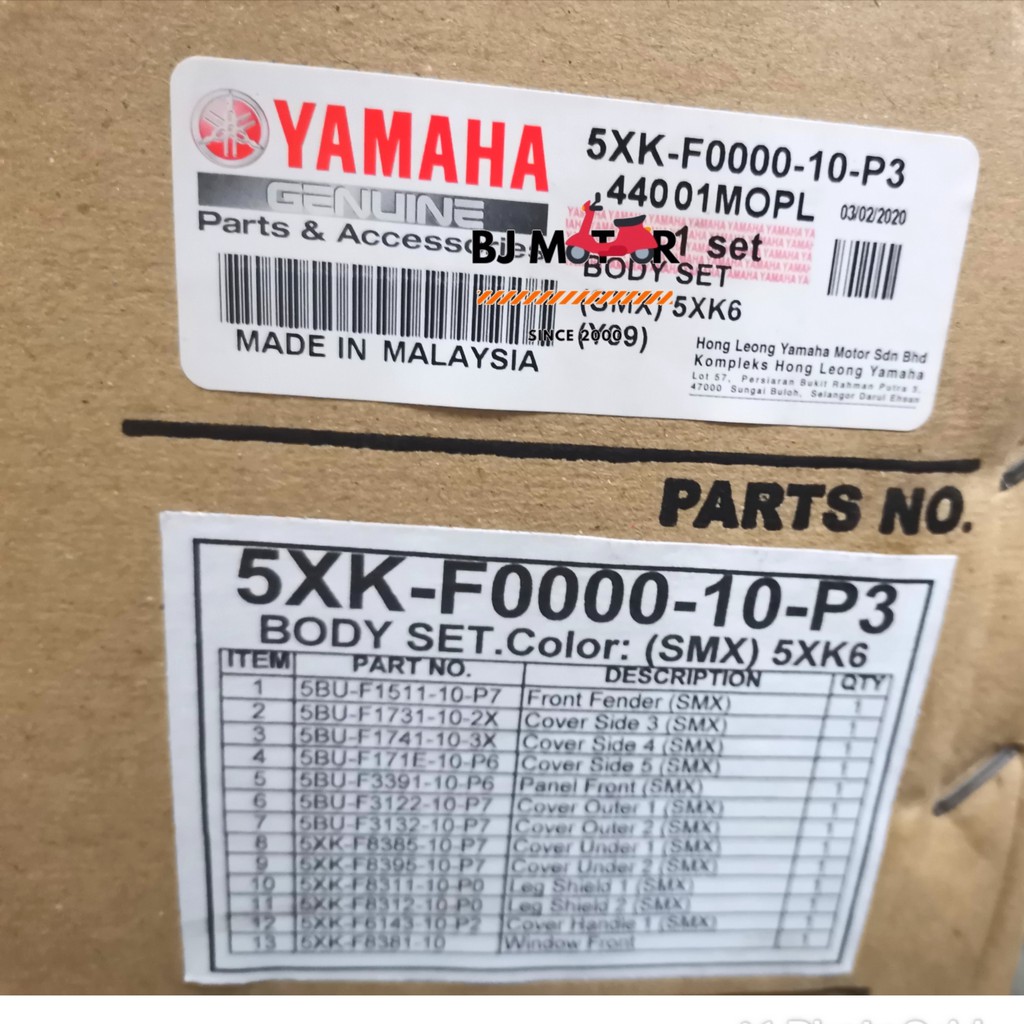 YAMAHA
GENUINE
Parts & Accessories
MADE IN MALAYSIA
5XK-F0000-10-P3
44001MOPL
03/02/2020
1 set
BODY SET
(SMX) 5XK6
(Y09)
BJ MOTOR
SINCE 2009
Hong Leong Yamaha Motor Sdn Bhd
Kompleks Hong Leong Yamaha
Lot 57, Persiaran Bukit Rahman Putra 3,
47000 Sungai Buloh, Selangor Darul Ehsan
PARTS NO.
5XK-F0000-10-P3
BODY SET.Color: (SMX) 5XK6
ITEM PART NO. DESCRIPTION QTY
1 5BU-F1511-10-P7 Front Fender (SMX) 1
2 5BU-F1731-10-2X Cover Side 3 (SMX) 1
3 5BU-F1741-10-3X Cover Side 4 (SMX) 1
4 5BU-F171E-10-P6 Cover Side 5 (SMX) 1
5 5BU-F3391-10-P6 Panel Front (SMX) 1
6 5BU-F3122-10-P7 Cover Outer 1 (SMX) 1
7 5BU-F3132-10-P7 Cover Outer 2 (SMX) 1
8 5XK-F8385-10-P7 Cover Under 1 (SMX) 1
9 5XK-F8395-10-P7 Cover Under 2 (SMX) 1
10 5XK-F8311-10-P0 Leg Shield 1 (SMX) 1
11 5XK-F8312-10-P0 Leg Shield 2 (SMX) 1
12 5XK-F6143-10-P2 Cover Handle 1 (SMX) 1
13 5XK-F8381-10 Window Front 1